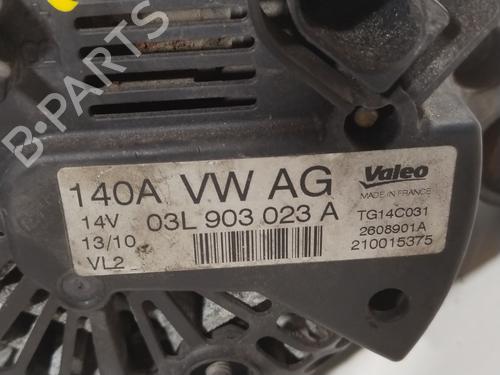 B-PARTS
140A VW AG
14V 03L 903 023 A
13/10
VL2
Valeo
MADE IN FRANCE
TG14C031
2608901A
210015375